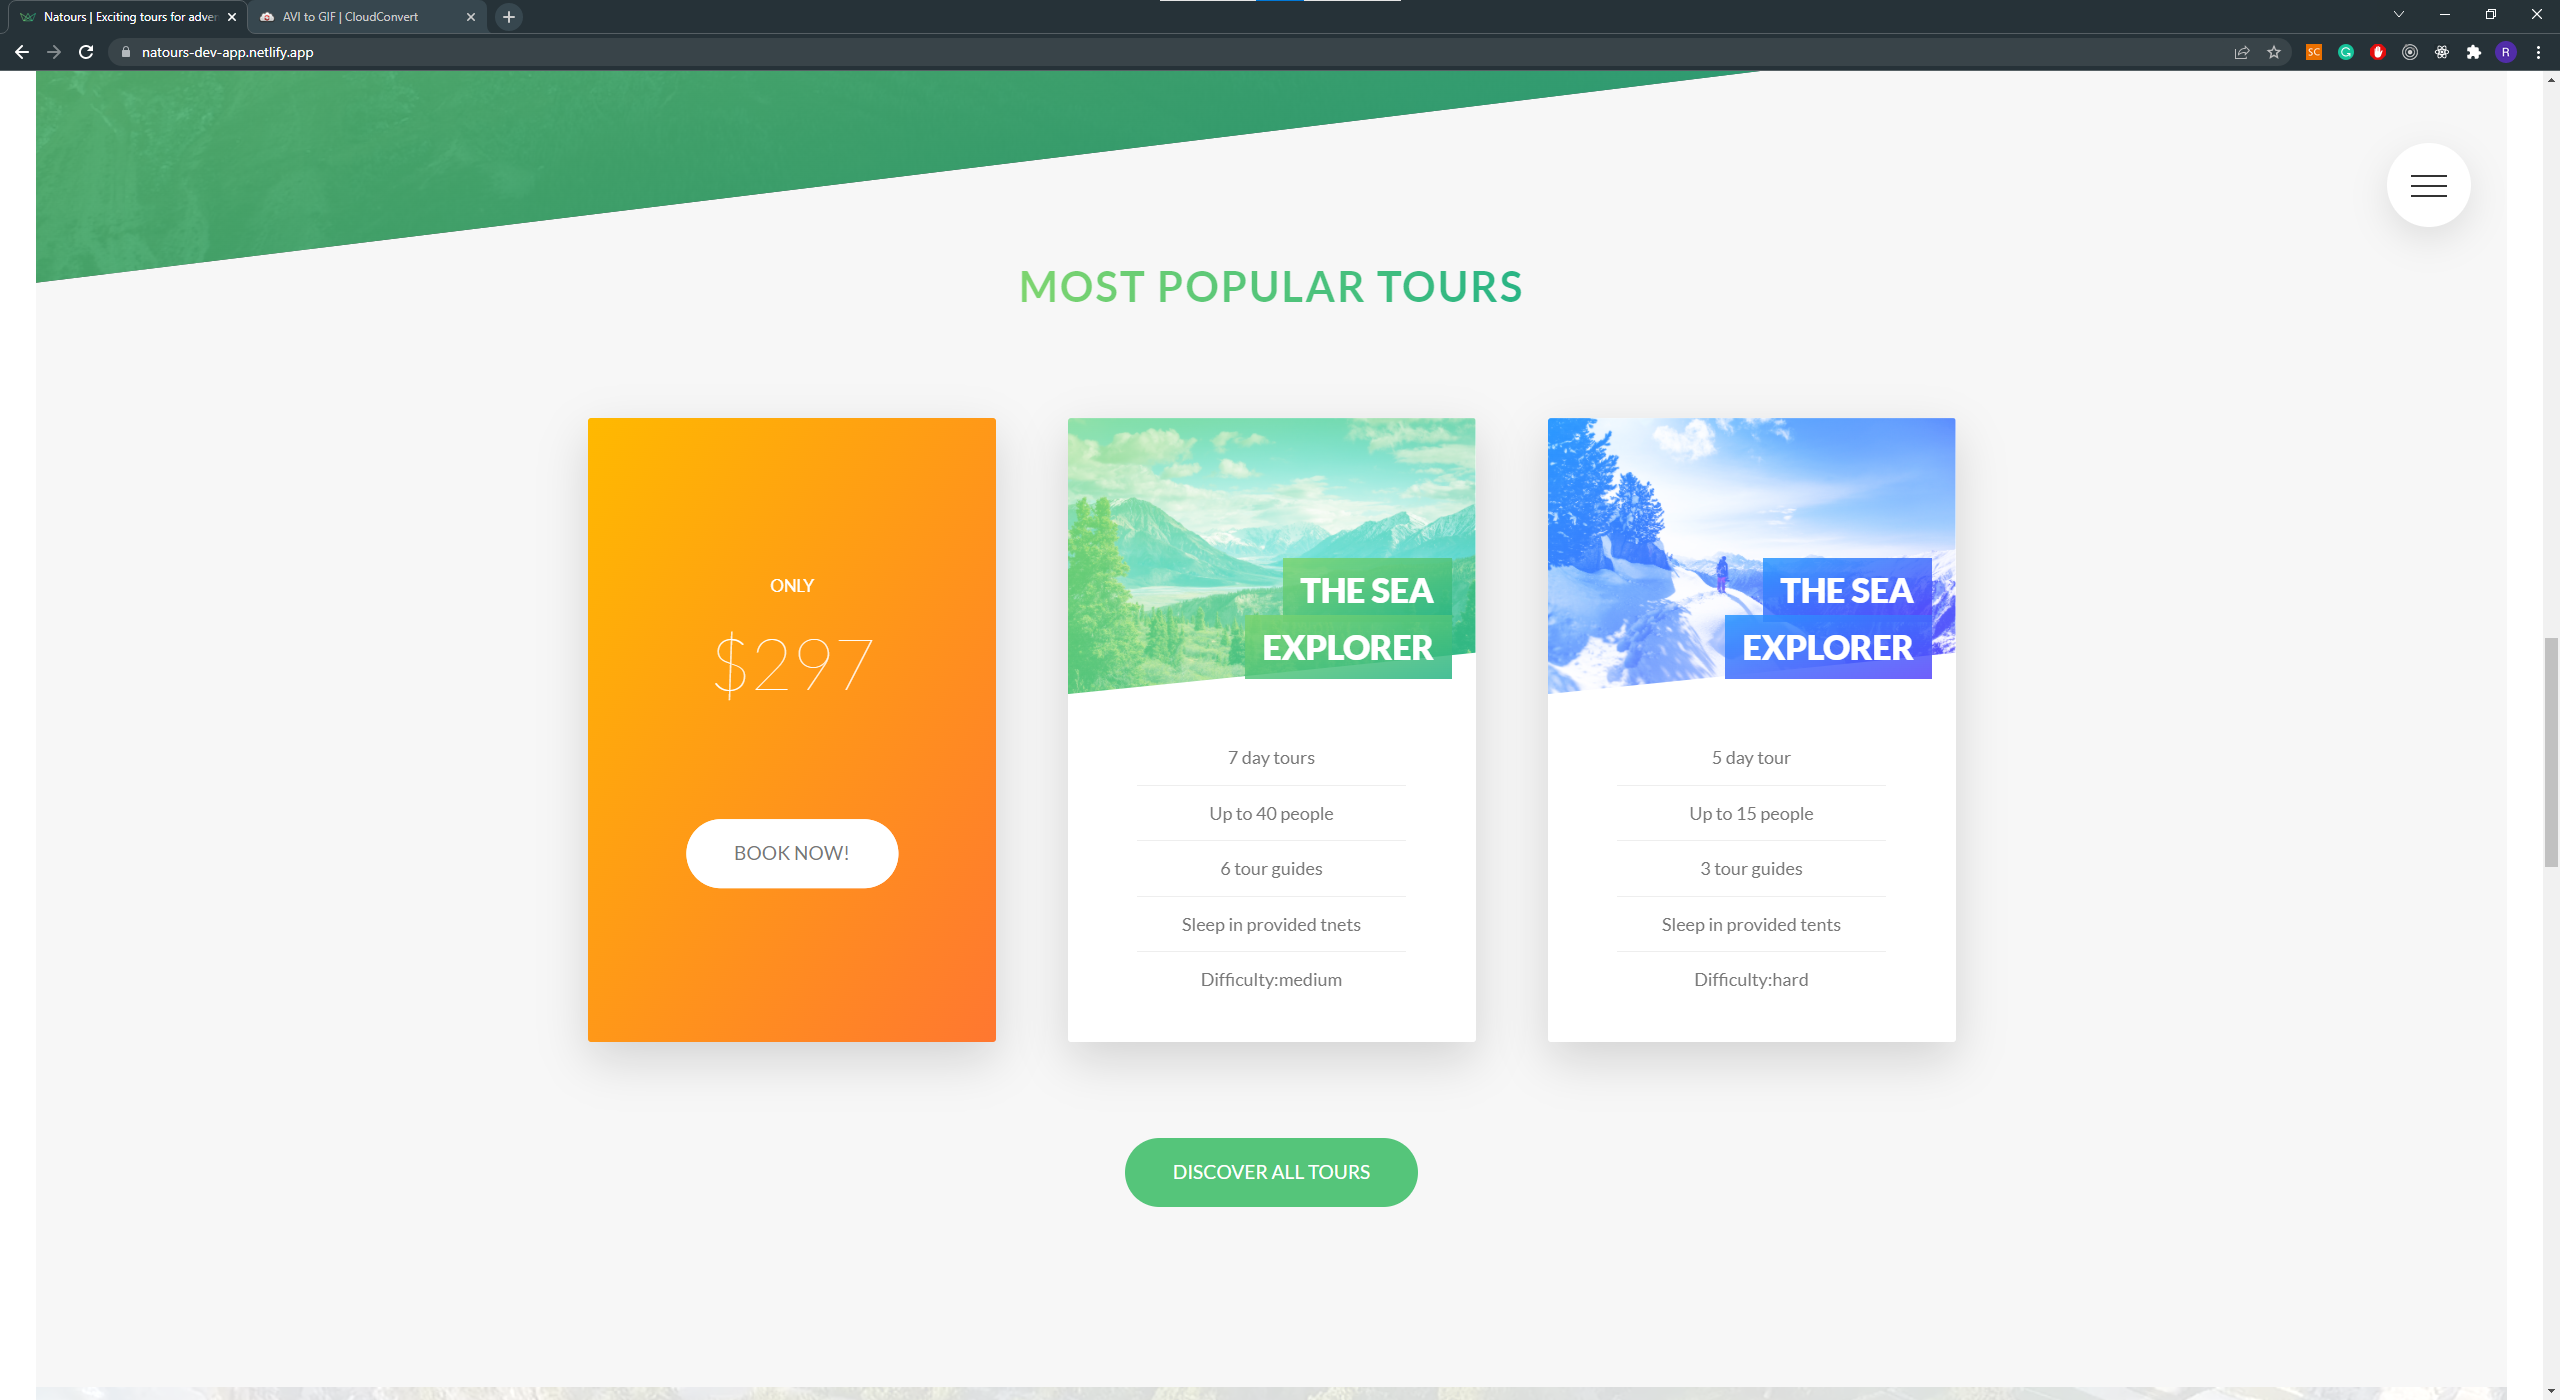 Natours | Exciting tours for adver
AVI to GIF | CloudConvert
natours-dev-app.netlify.app
SC
R
MOST POPULAR TOURS
ONLY
$297
BOOK NOW!
THE SEA
EXPLORER
7 day tours
Up to 40 people
6 tour guides
Sleep in provided tnets
Difficulty:medium
THE SEA
EXPLORER
5 day tour
Up to 15 people
3 tour guides
Sleep in provided tents
Difficulty:hard
DISCOVER ALL TOURS